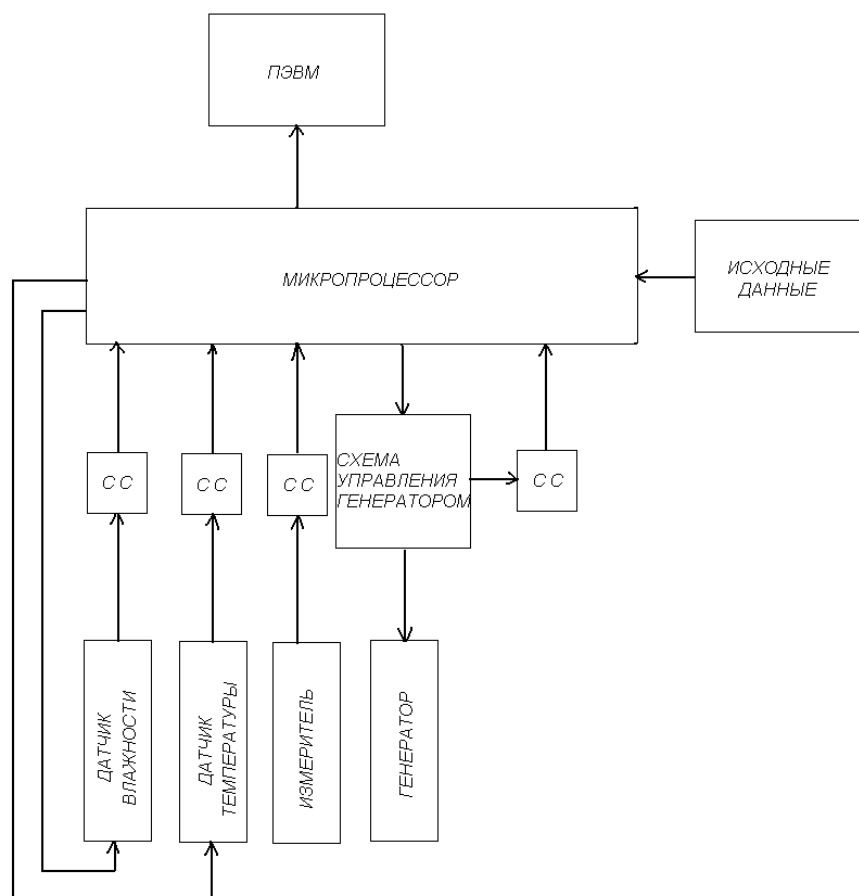 ПЭВМ
МИКРОПРОЦЕССОР
ИСХОДНЫЕ
ДАННЫЕ
С С
С С
С С
СХЕМА
УПРАВЛЕНИЯ
ГЕНЕРАТОРОМ
С С
ДАТЧИК
ВЛАЖНОСТИ
ДАТЧИК
ТЕМПЕРАТУРЫ
ИЗМЕРИТЕЛЬ
ГЕНЕРАТОР